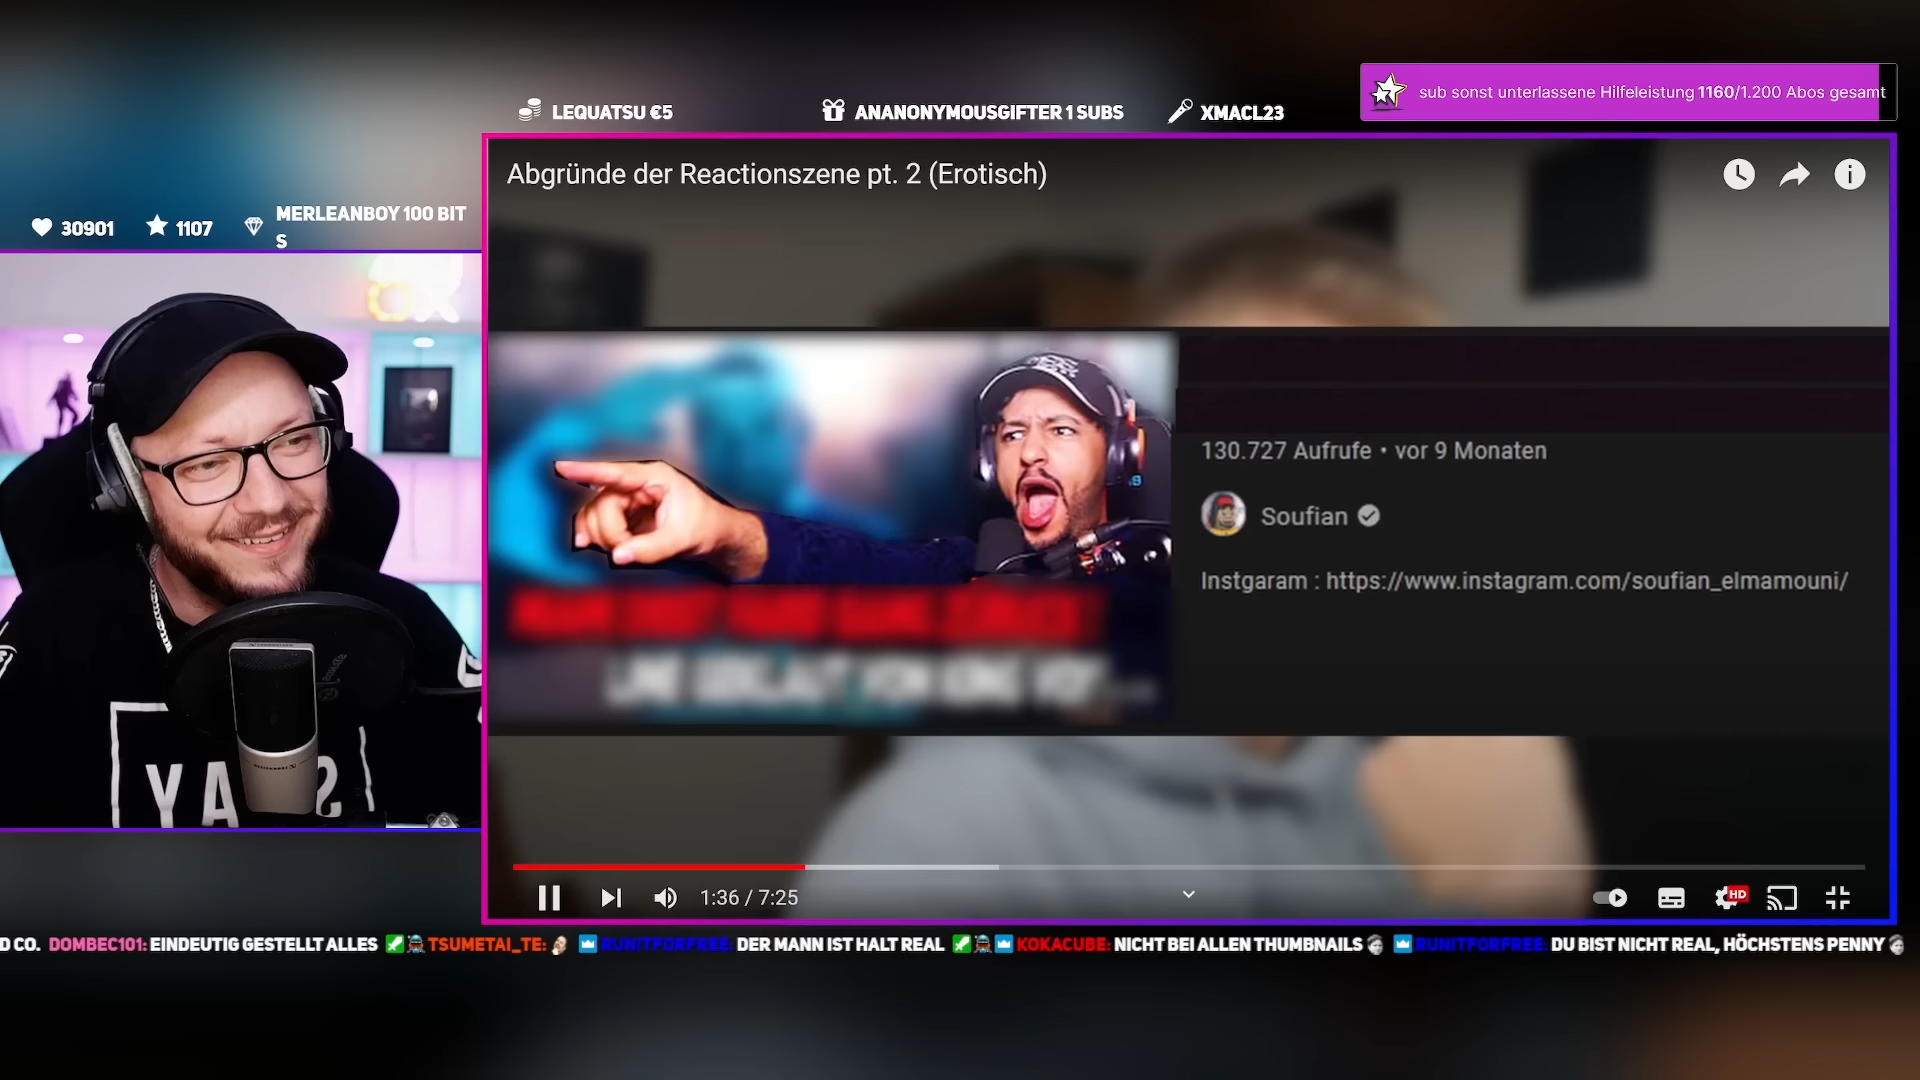 sub sonst unterlassene Hilfeleistung 1160/1.200 Abos gesamt
LEQUATSU €5
ANANONYMOUSGIFTER 1 SUBS
XMACL23
Abgründe der Reactionszene pt. 2 (Erotisch)
30901
1107
MERLEANBOY 100 BIT
S
130.727 Aufrufe • vor 9 Monaten
Soufian
Instgaram : https://www.instagram.com/soufian_elmamouni/
YA
1:36 / 7:25
HD
D CO. DOMBEC101: EINDEUTIG GESTELLT ALLES TSUMETAI_TE: RUNITFORFREE: DER MANN IST HALT REAL KOKACUBE: NICHT BEI ALLEN THUMBNAILS RUNITFORFREE: DU BIST NICHT REAL, HÖCHSTENS PENNY